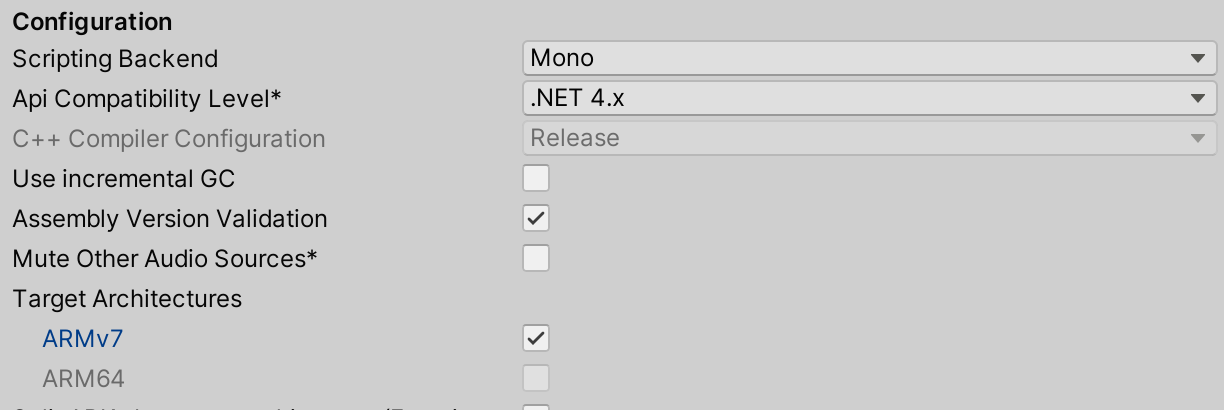 Configuration
Scripting Backend Mono
Api Compatibility Level* .NET 4.x
C++ Compiler Configuration Release
Use incremental GC
Assembly Version Validation
Mute Other Audio Sources*
Target Architectures
ARMv7
ARM64